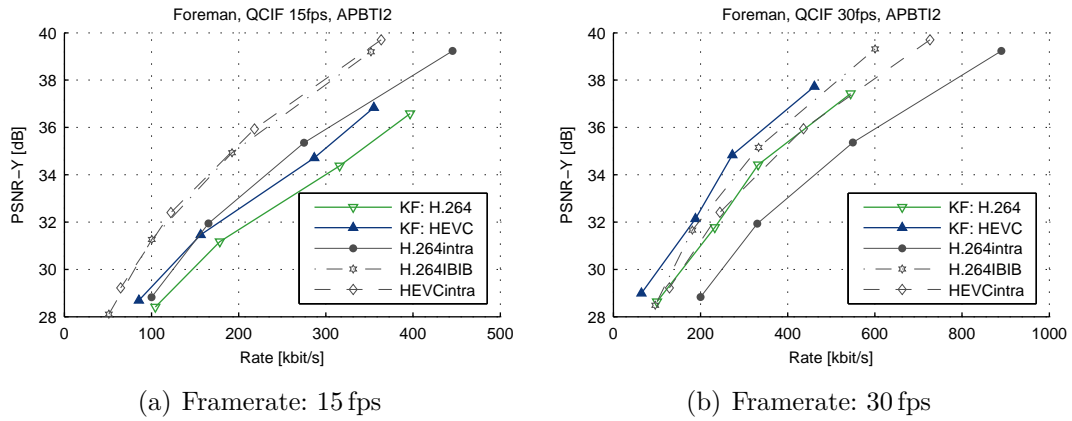 Foreman, QCIF 15fps, APBTI2
40
38
36
34
32
30
28
PSNR−Y [dB]
KF: H.264
KF: HEVC
H.264intra
H.264IBIB
HEVCintra
0 100 200 300 400 500
Rate [kbit/s]
(a) Framerate: 15 fps
Foreman, QCIF 30fps, APBTI2
40
38
36
34
32
30
28
PSNR−Y [dB]
KF: H.264
KF: HEVC
H.264intra
H.264IBIB
HEVCintra
0 200 400 600 800 1000
Rate [kbit/s]
(b) Framerate: 30 fps